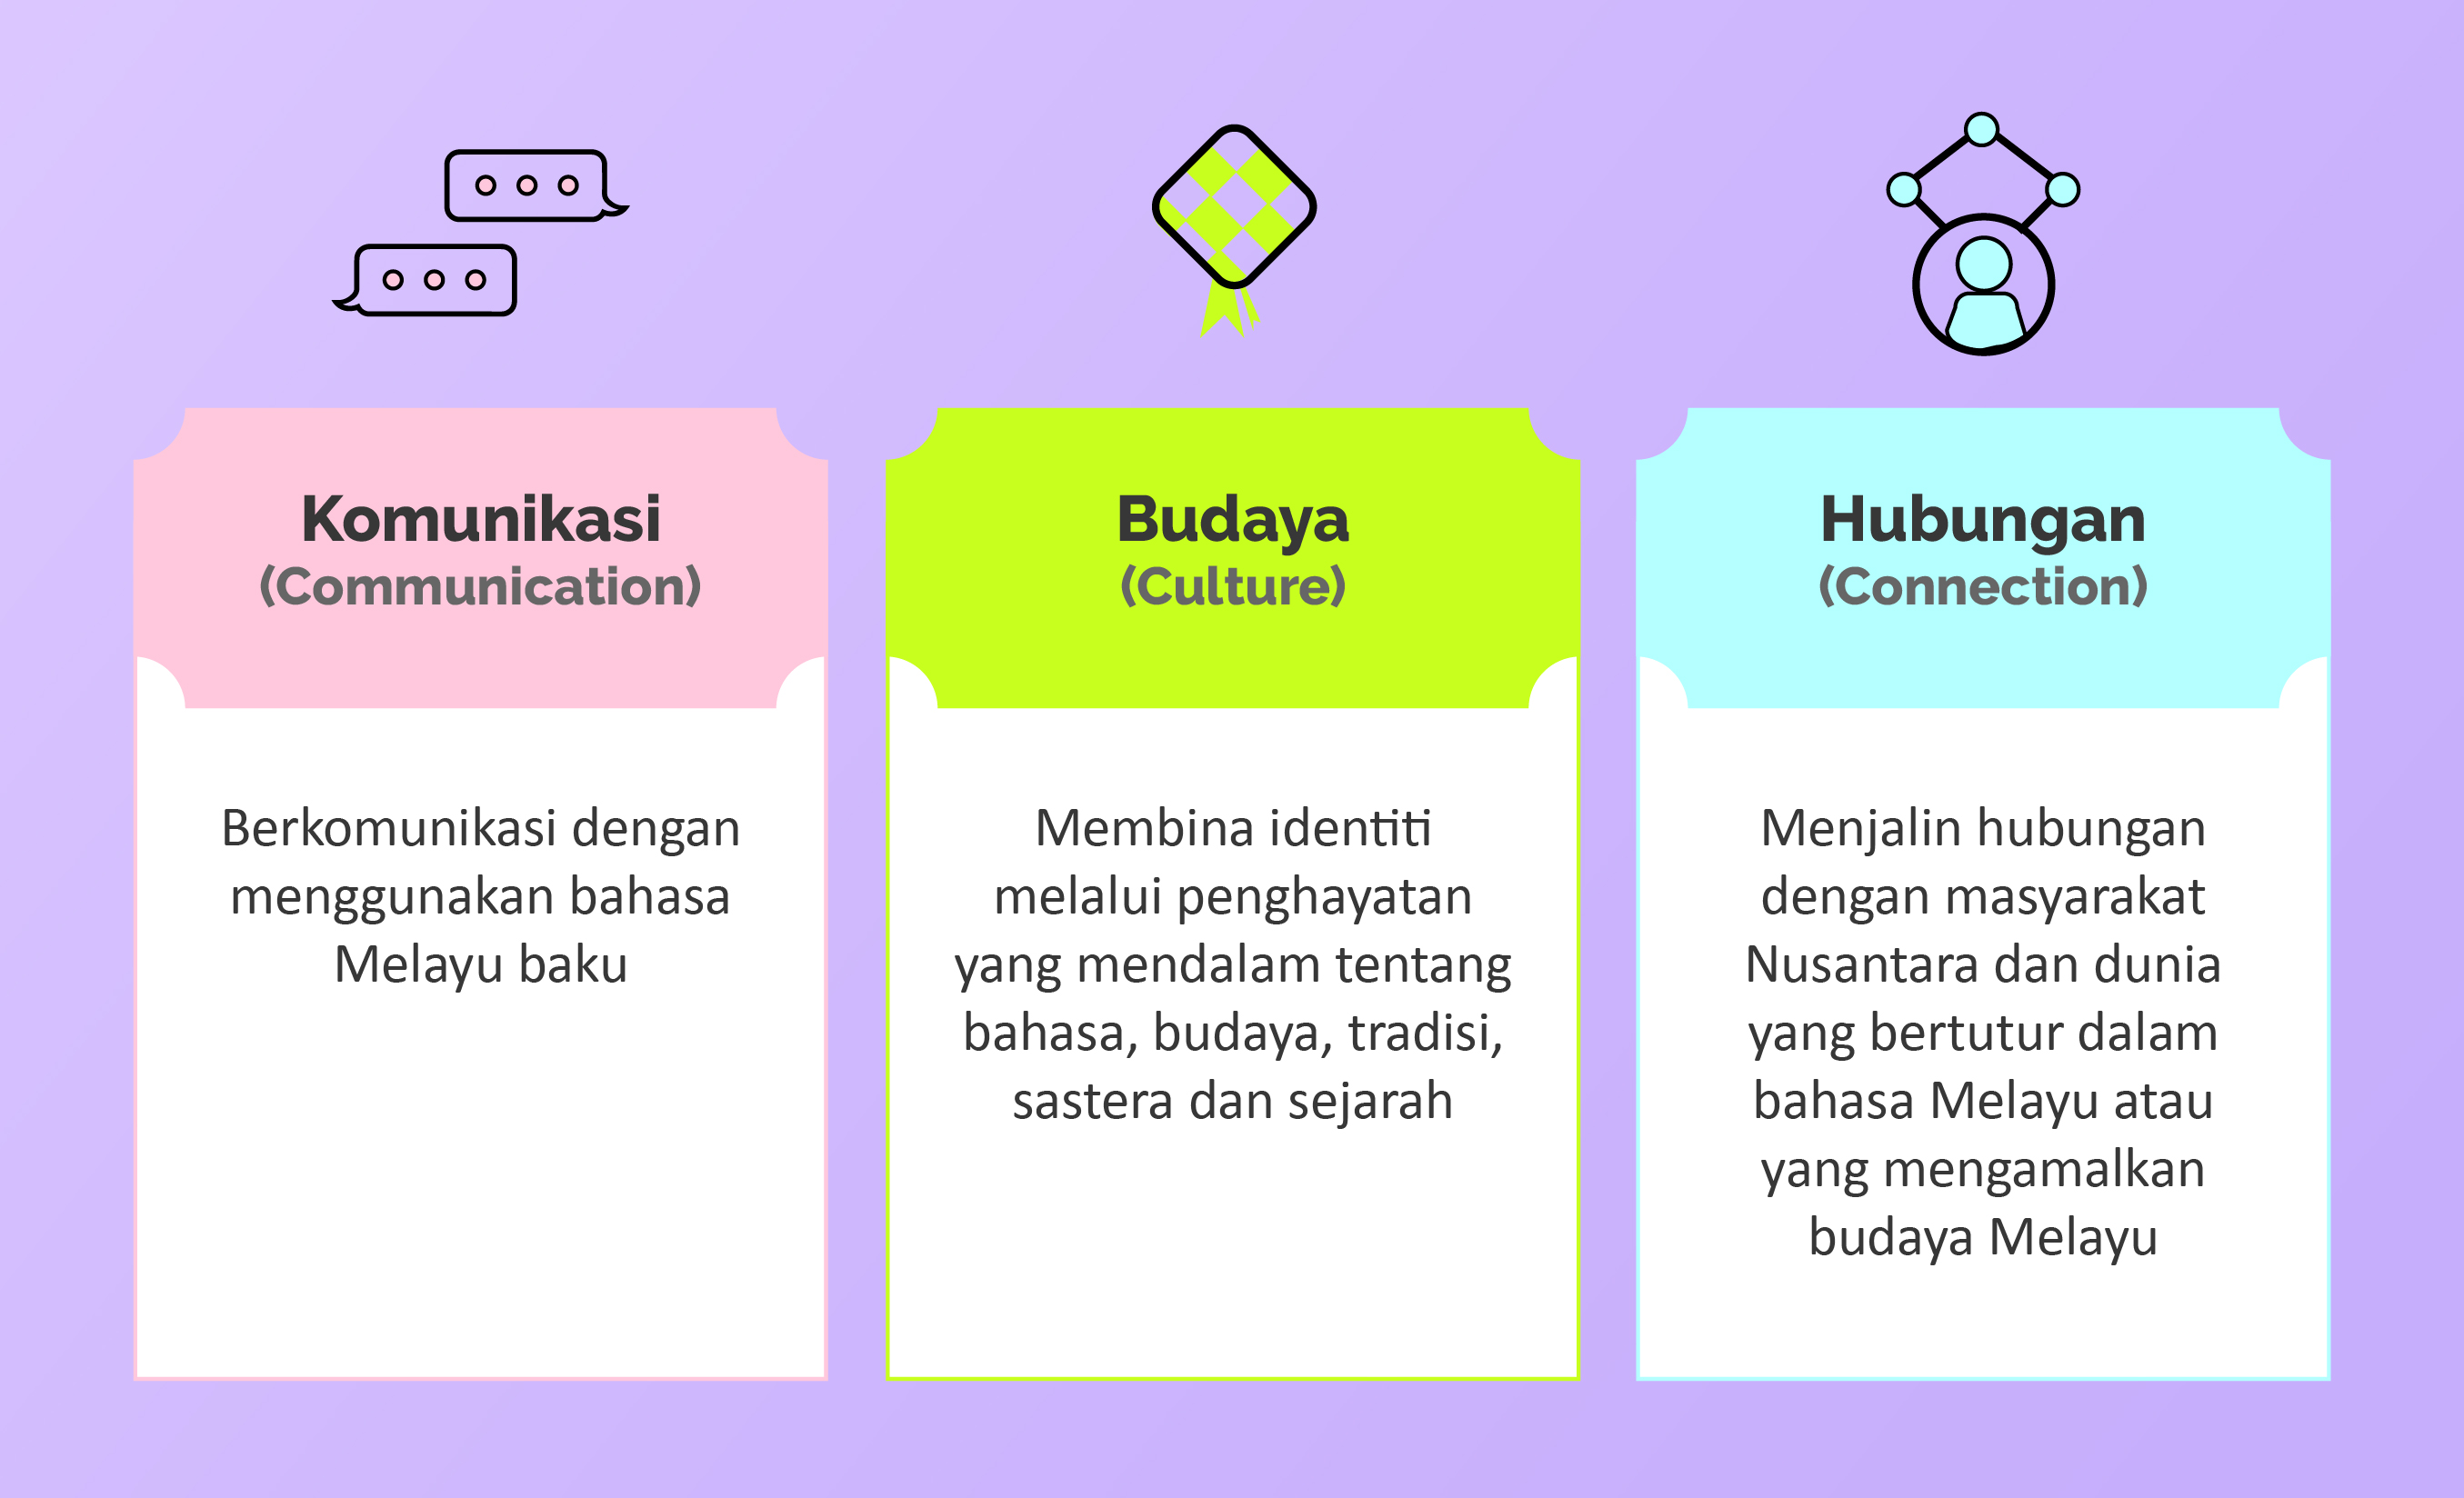 Komunikasi
(Communication)
Berkomunikasi dengan
menggunakan bahasa
Melayu baku
Budaya
(Culture)
Membina identiti
melalui penghayatan
yang mendalam tentang
bahasa, budaya, tradisi,
sastera dan sejarah
Hubungan
(Connection)
Menjalin hubungan
dengan masyarakat
Nusantara dan dunia
yang bertutur dalam
bahasa Melayu atau
yang mengamalkan
budaya Melayu